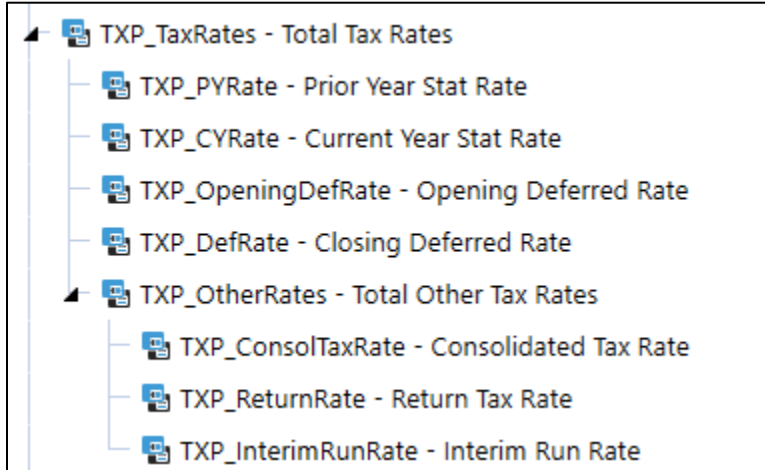 TXP_TaxRates - Total Tax Rates
TXP_PYRate - Prior Year Stat Rate
TXP_CYRate - Current Year Stat Rate
TXP_OpeningDefRate - Opening Deferred Rate
TXP_DefRate - Closing Deferred Rate
TXP_OtherRates - Total Other Tax Rates
TXP_ConsolTaxRate - Consolidated Tax Rate
TXP_ReturnRate - Return Tax Rate
TXP_InterimRunRate - Interim Run Rate